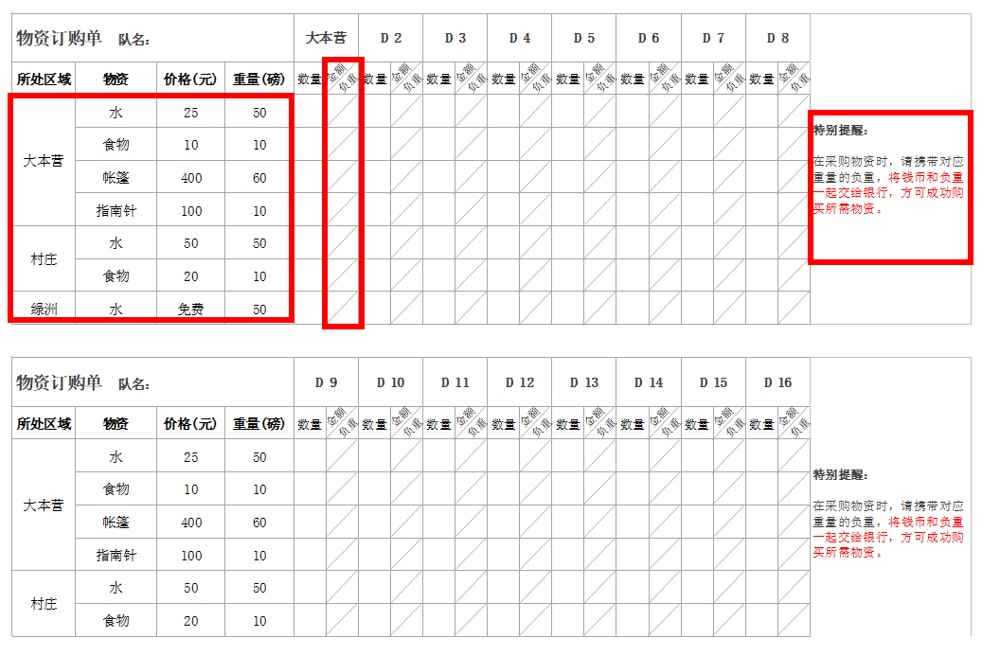 物资订购单 队名： 大本营 D 2 D 3 D 4 D 5 D 6 D 7 D 8
所处区域 物资 价格(元) 重量(磅) 数量 金额 负重 数量 金额 负重 数量 金额 负重 数量 金额 负重 数量 金额 负重 数量 金额 负重 数量 金额 负重 数量 金额 负重
大本营 水 25 50
食物 10 10
帐篷 400 60
指南针 100 10
村庄 水 50 50
食物 20 10
绿洲 水 免费 50
特别提醒：
在采购物资时，请携带对应
重量的负重，将钱币和负重
一起交给银行，方可成功购
买所需物资。
物资订购单 队名： D 9 D 10 D 11 D 12 D 13 D 14 D 15 D 16
所处区域 物资 价格(元) 重量(磅) 数量 金额 负重 数量 金额 负重 数量 金额 负重 数量 金额 负重 数量 金额 负重 数量 金额 负重 数量 金额 负重 数量 金额 负重
大本营 水 25 50
食物 10 10
帐篷 400 60
指南针 100 10
村庄 水 50 50
食物 20 10
特别提醒：
在采购物资时，请携带对应
重量的负重，将钱币和负重
一起交给银行，方可成功购
买所需物资。